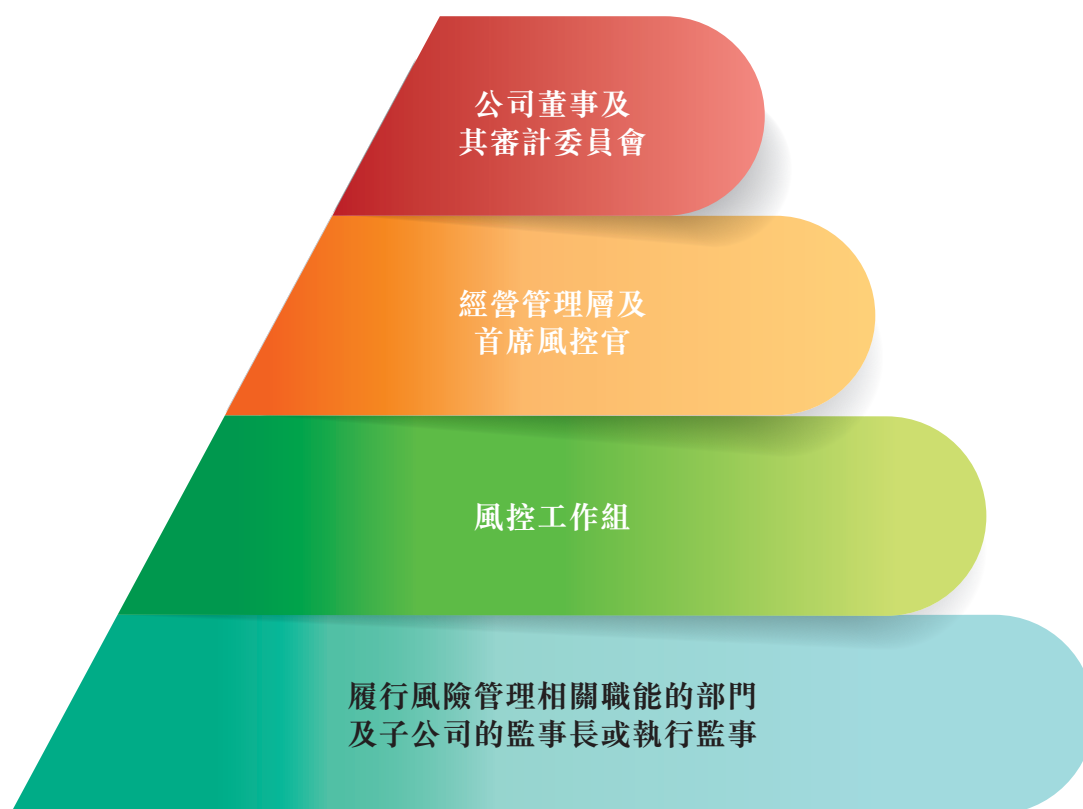 公司董事及
其審計委員會
經營管理層及
首席風控官
風控工作組
履行風險管理相關職能的部門
及子公司的監事長或執行監事